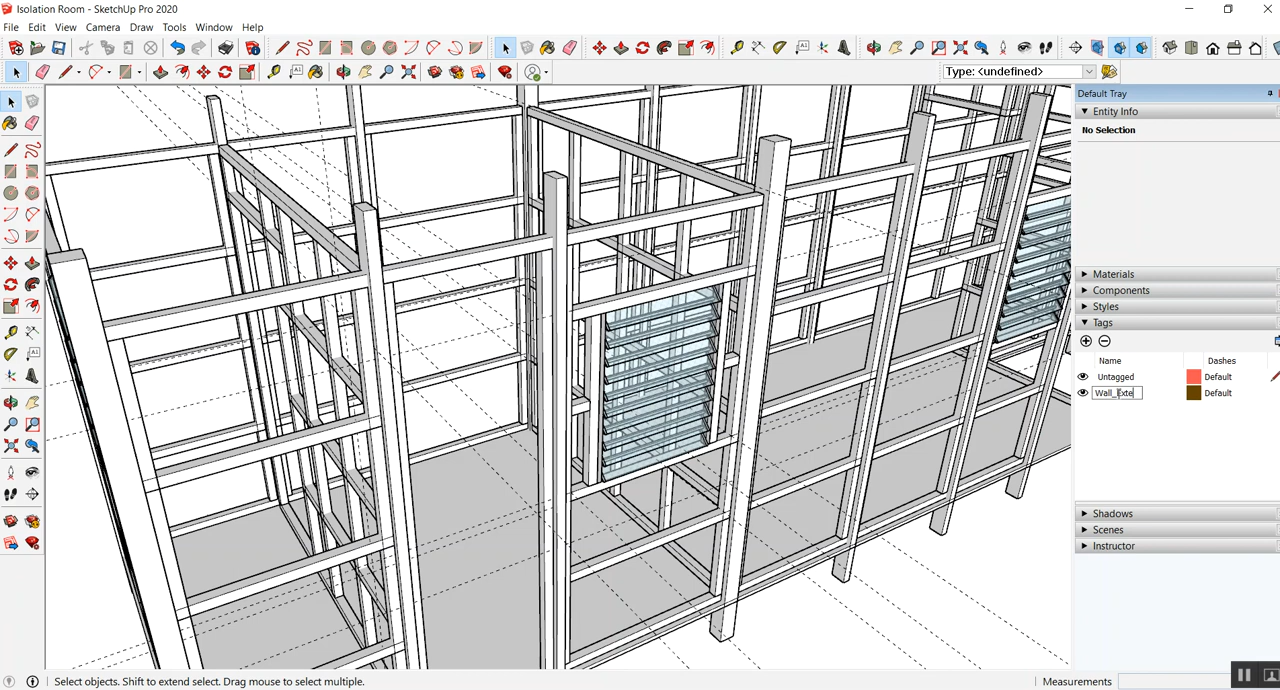 Isolation Room - SketchUp Pro 2020
File Edit View Camera Draw Tools Window Help
Type: <undefined>
Default Tray
Entity Info
No Selection
Materials
Components
Styles
Tags
Name Dashes
Untagged Default
Wall_Exte Default
Shadows
Scenes
Instructor
Select objects. Shift to extend select. Drag mouse to select multiple. Measurements